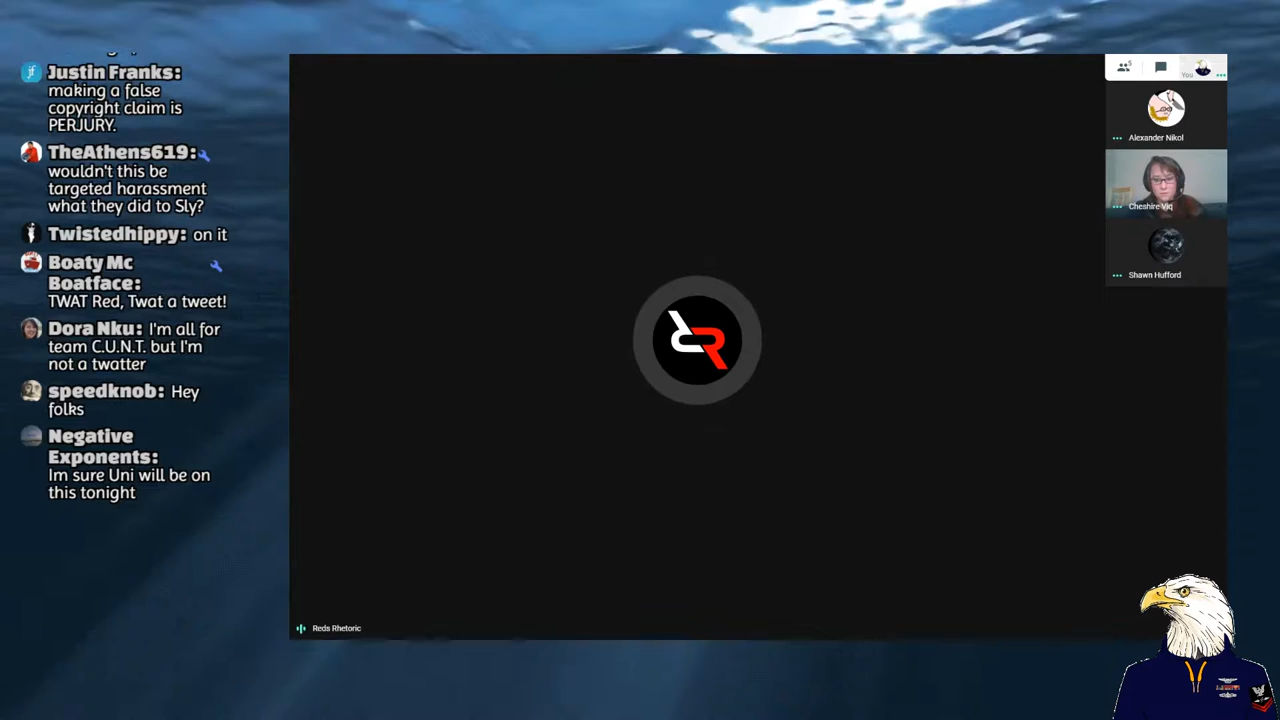 Justin Franks:
making a false
copyright claim is
PERJURY.
TheAthens619:
wouldn't this be
targeted harassment
what they did to Sly?
Twistedhippy: on it
Boaty Mc
Boatface:
TWAT Red, Twat a tweet!
Dora Nku: I'm all for
team C.U.N.T. but I'm
not a twatter
speedknob: Hey
folks
Negative
Exponents:
Im sure Uni will be on
this tonight
5
You
Alexander Nikol
Cheshire Viq
Shawn Hufford
Reds Rhetoric